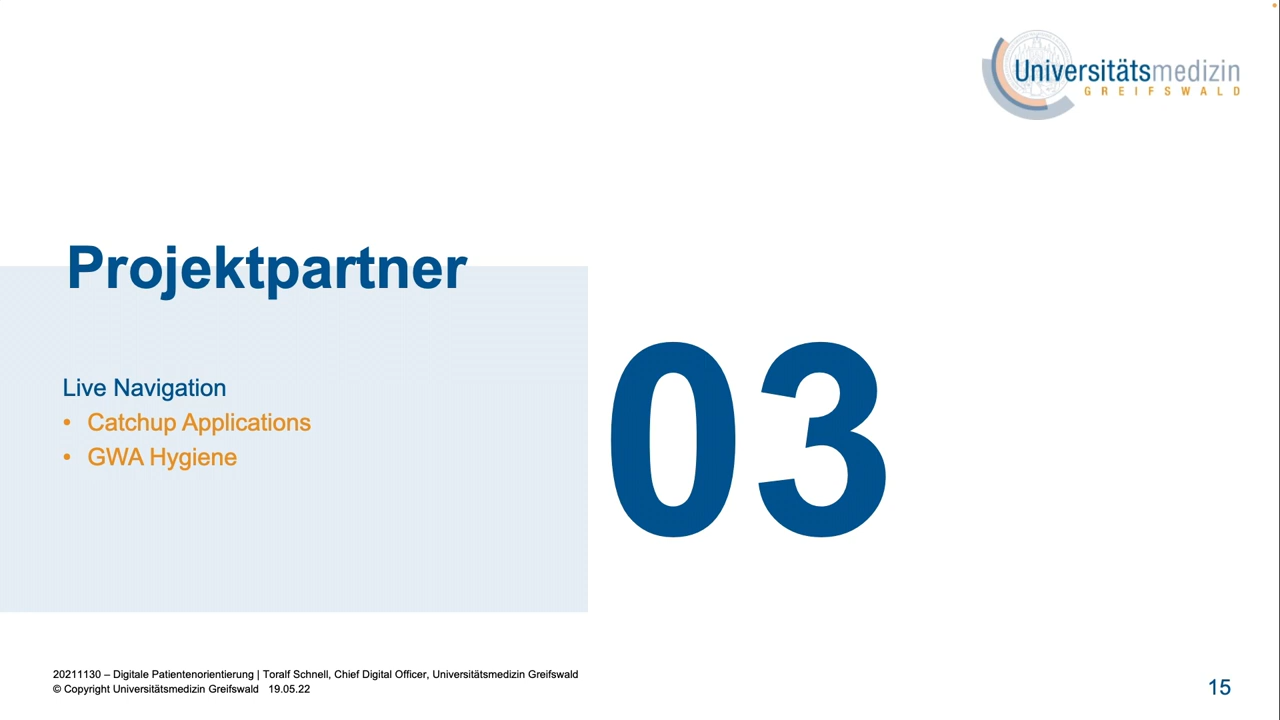 Universitätsmedizin
GREIFSWALD
Projektpartner
Live Navigation
• Catchup Applications
• GWA Hygiene
03
20211130 – Digitale Patientenorientierung | Toralf Schnell, Chief Digital Officer, Universitätsmedizin Greifswald
© Copyright Universitätsmedizin Greifswald 19.05.22
15